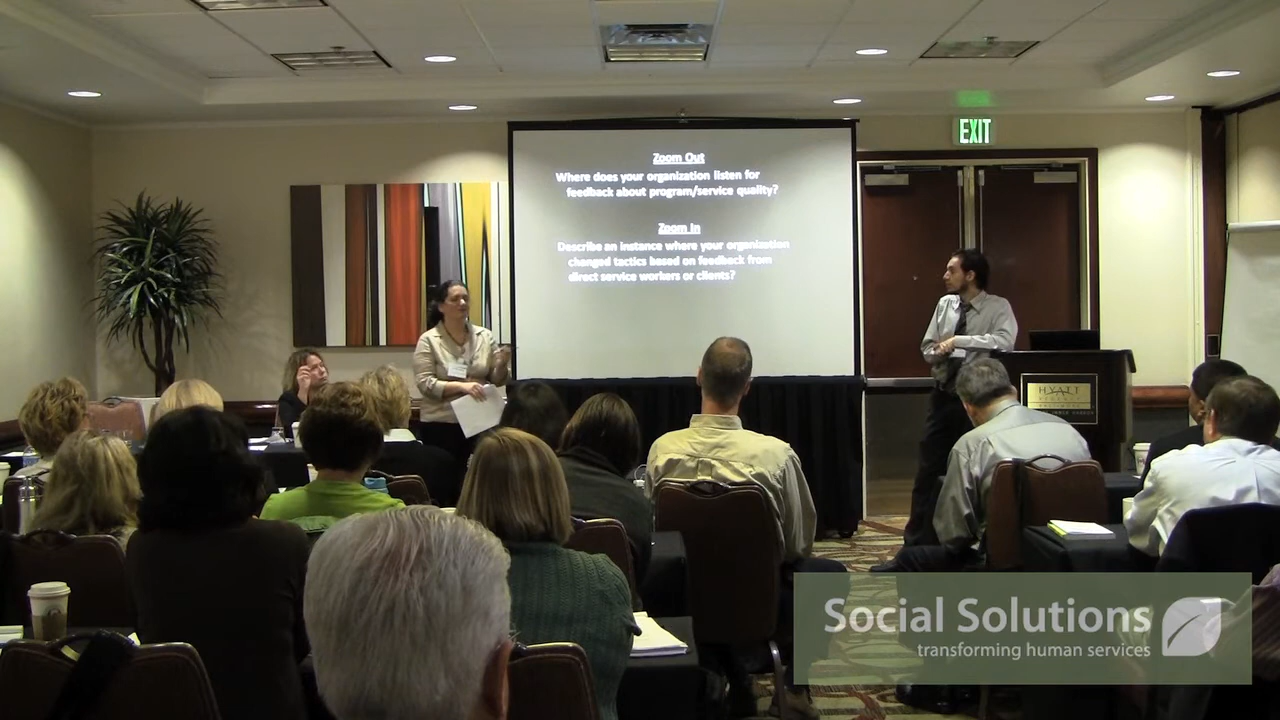 EXIT
Zoom Out
Where does your organization listen for
feedback about program/service quality?
Zoom In
Describe an instance where your organization
changed tactics based on feedback from
direct service workers or clients?
HYATT
REGENCY
Social Solutions
transforming human services